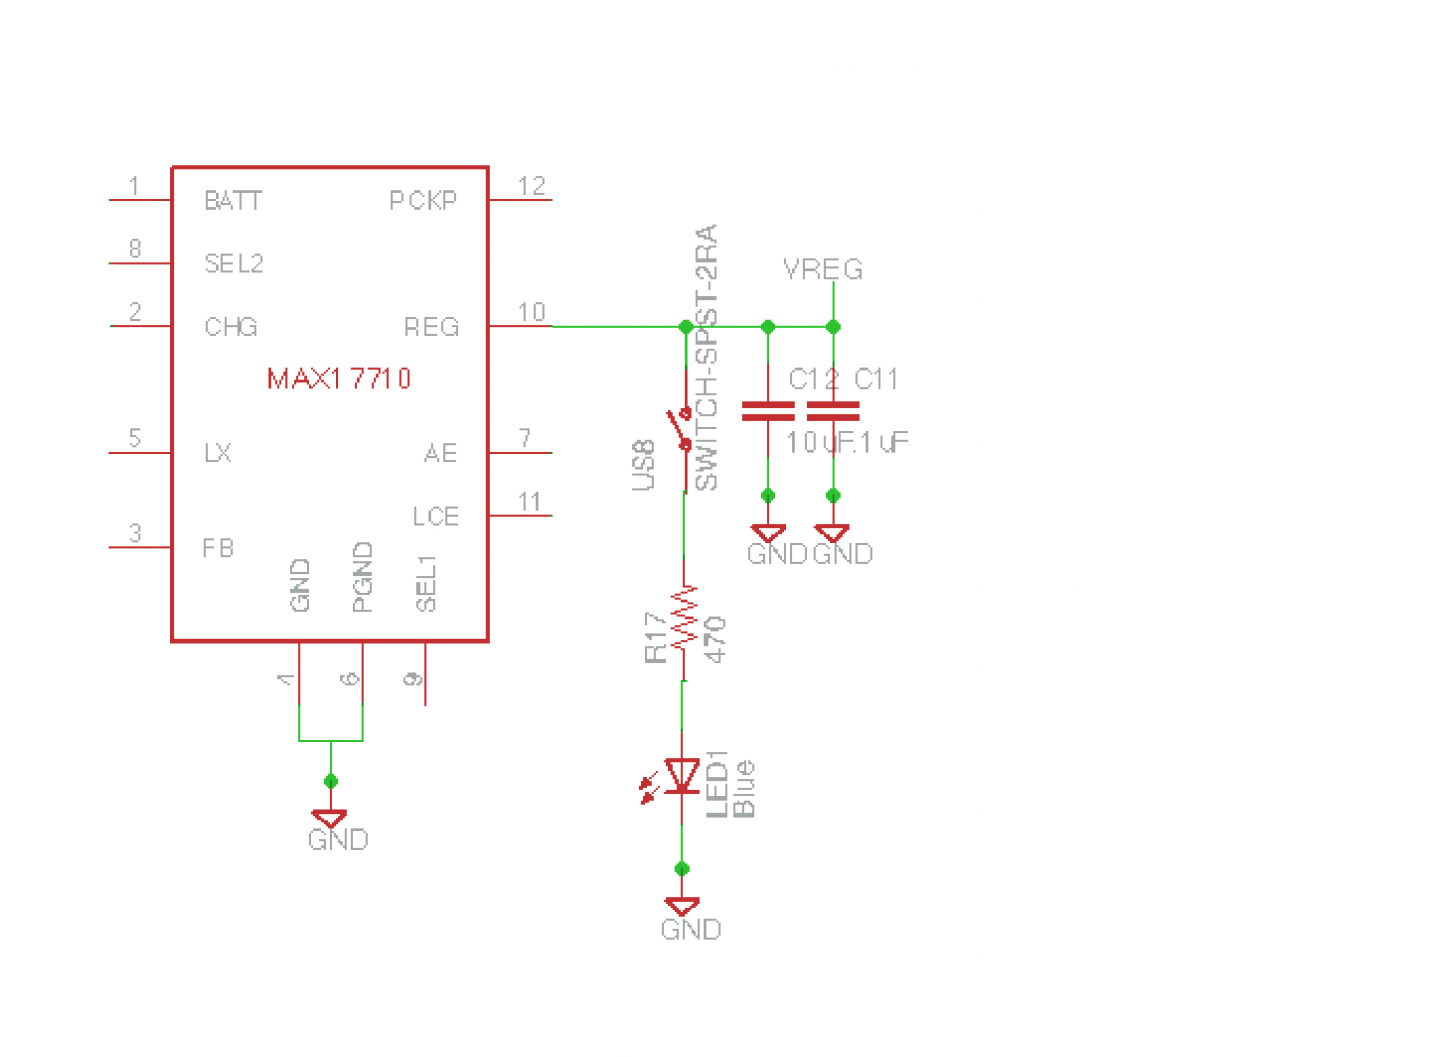 1
BATT
PCKP
12
8
SEL2
2
CHG
REG
10
VREG
MAX17710
SWITCH-SPST-2RA
USB
C12
C11
10uF
.1uF
5
LX
AE
7
LCE
11
3
FB
GND
PGND
SEL1
GND
GND
4
6
9
R17
470
GND
LED1
Blue
GND